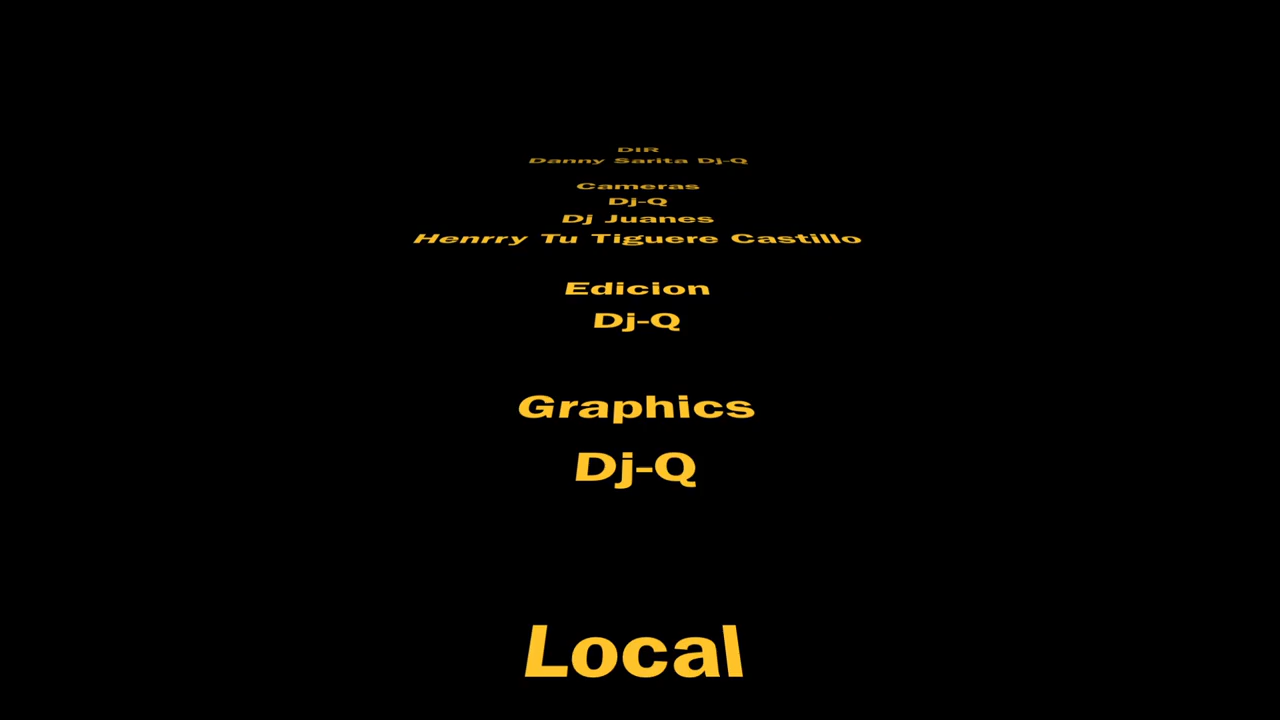 DIR
Danny Sarita Dj-Q
Cameras
Dj-Q
Dj Juanes
Henrry Tu Tiguere Castillo
Edicion
Dj-Q
Graphics
Dj-Q
Local